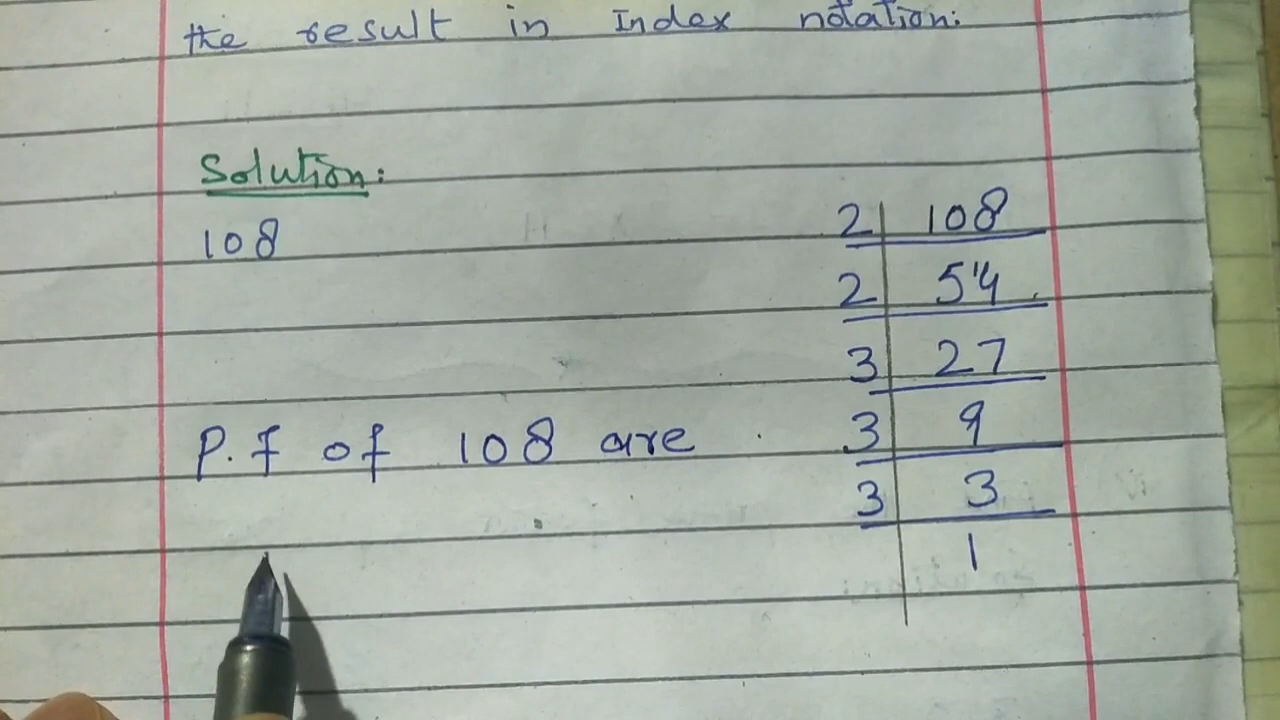 the result in Index notation:
Solution:
108
2 | 108
2 | 54
3 | 27
3 | 9
3 | 3
1
P.f of 108 are